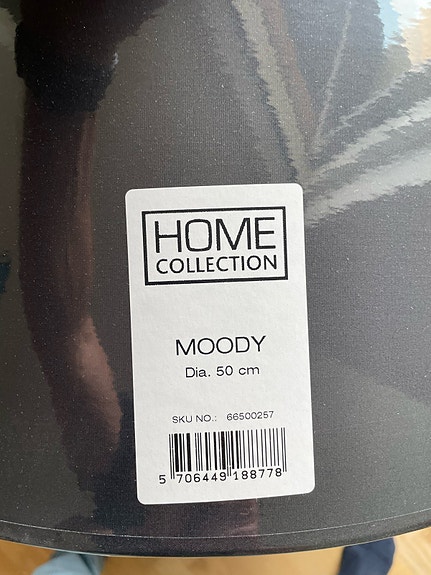 HOME
COLLECTION
MOODY
Dia. 50 cm
SKU NO.: 66500257
5 706449 188778